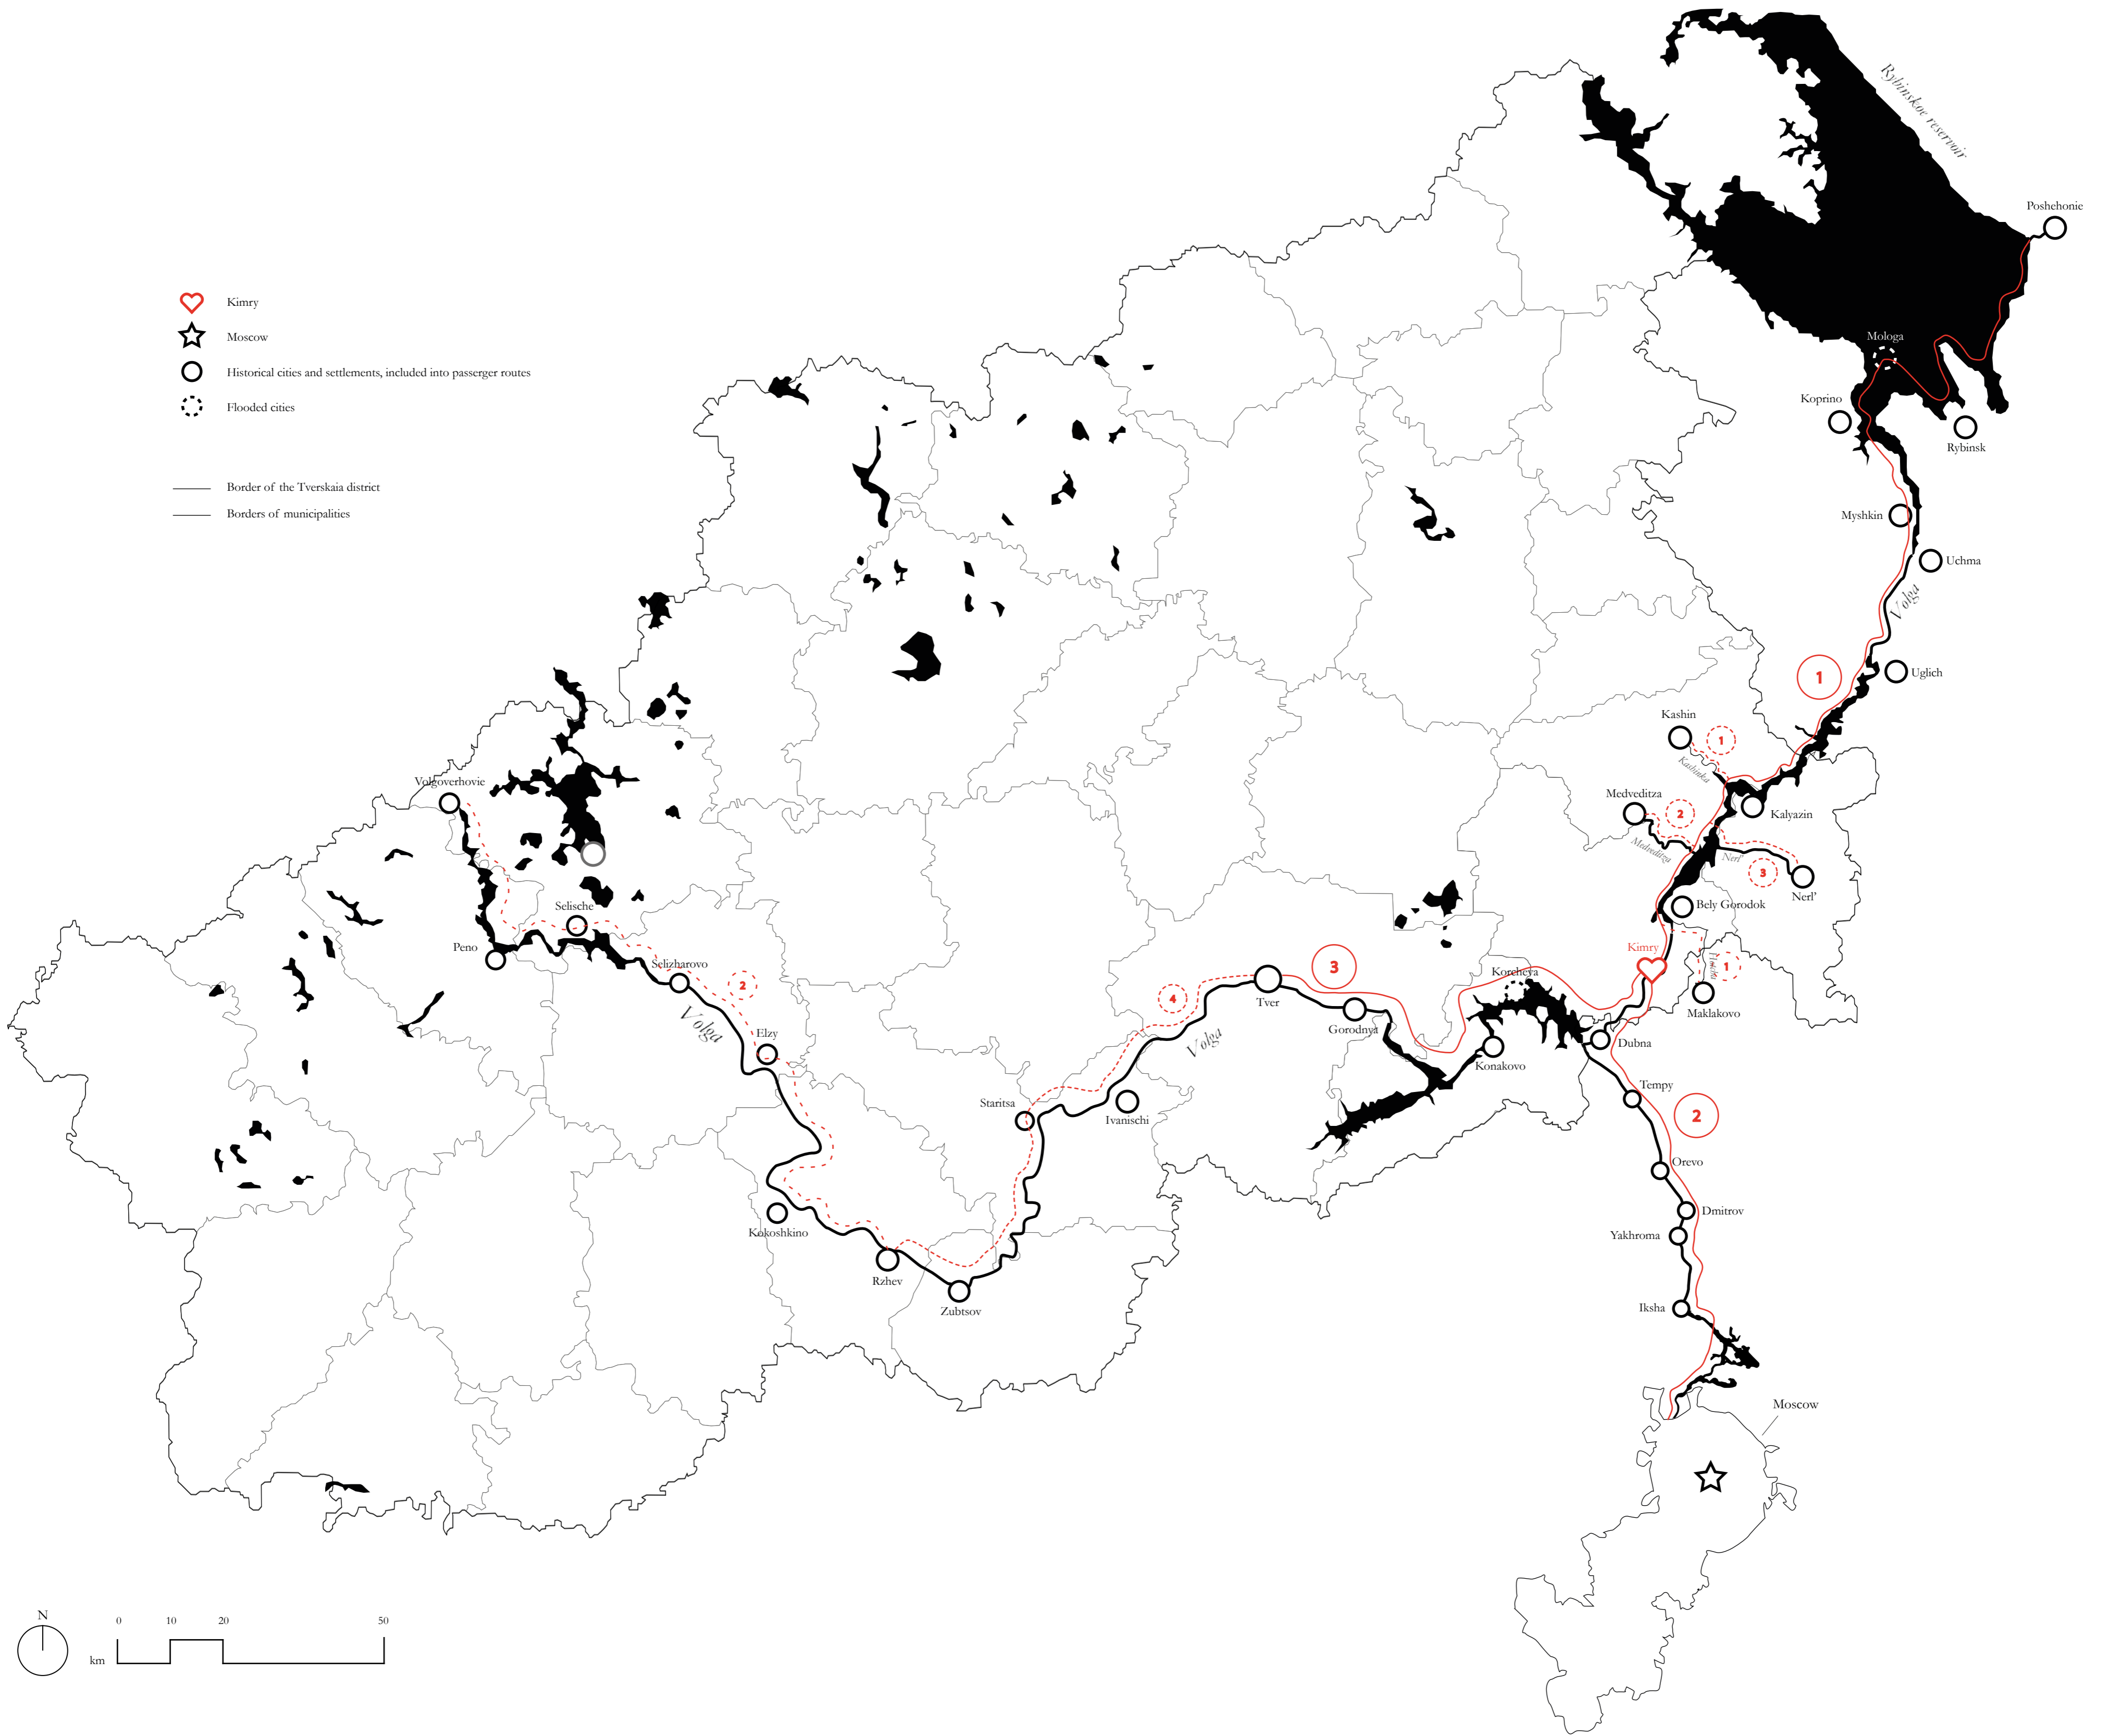 Rybinskoe reservoir
Poshehonie
Kimry
Moscow
Historical cities and settlements, included into passerger routes
Flooded cities
Border of the Tverskaia district
Borders of municipalities
Mologa
Koprino
Rybinsk
Myshkin
Uchma
Volga
1
Uglich
Kashin
1
Kashinka
Volgoverhovie
Medveditza
2
Kalyazin
Medveditza
Nerl'
3
Nerl'
Selische
Bely Gorodok
Peno
Kimry
Selizharovo
3
1
Korcheva
2
4
Tver
Maklakovo
Volga
Gorodnya
Elzy
Volga
Dubna
Konakovo
Tempy
Staritsa
2
Ivanischi
Orevo
Dmitrov
Kokoshkino
Yakhroma
Rzhev
Iksha
Zubtsov
Moscow
N
0 10 20 50
km